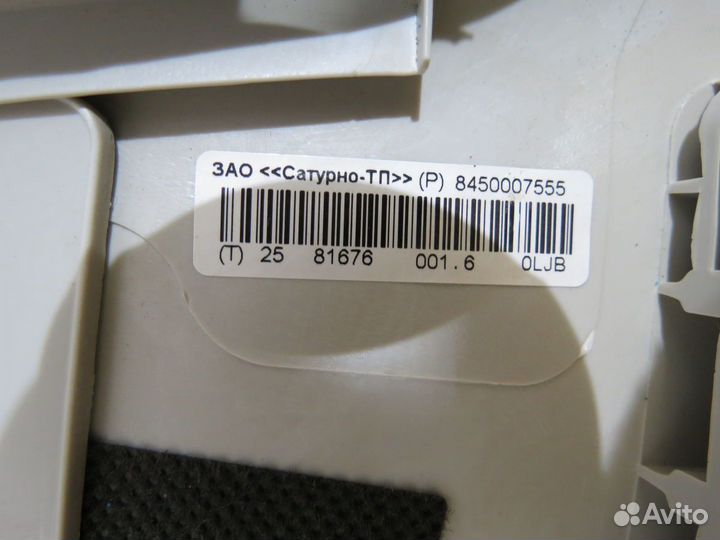 ЗАО <<Сатурно-ТП>> (P) 8450007555
(T) 25 81676 001.6 0LJB
Avito